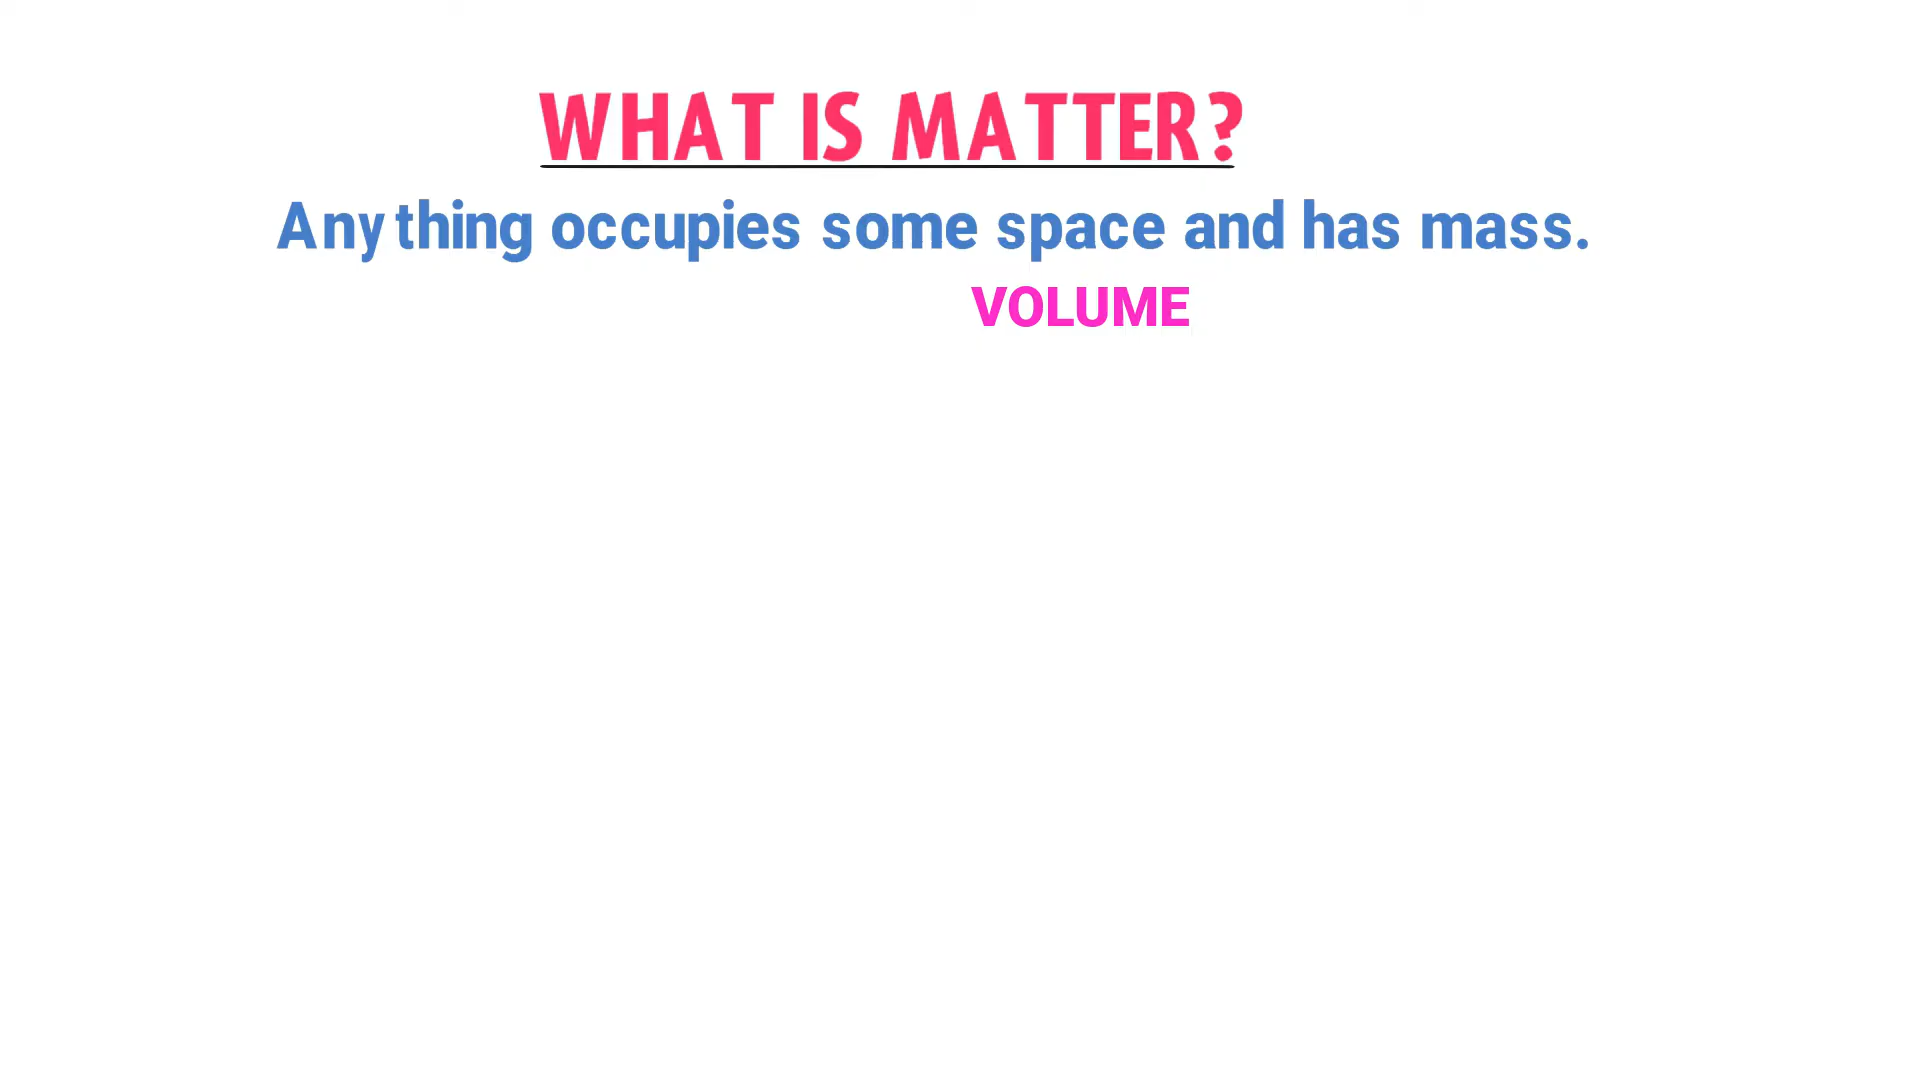 WHAT IS MATTER?
Any thing occupies some space and has mass.
VOLUME